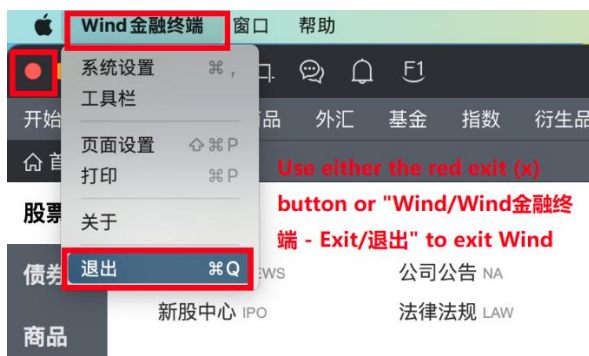 Wind金融终端 窗口 帮助
系统设置 ⌘ ,
F1
工具栏
开始 品 外汇 基金 指数 衍生品
页面设置 ⇧⌘P
首
打印 ⌘P
Use either the red exit (x)
button or "Wind/Wind金融终
端 - Exit/退出" to exit Wind
股票
关于
债券
退出 ⌘Q
EWS 公司公告 NA
新股中心 IPO 法律法规 LAW
商品